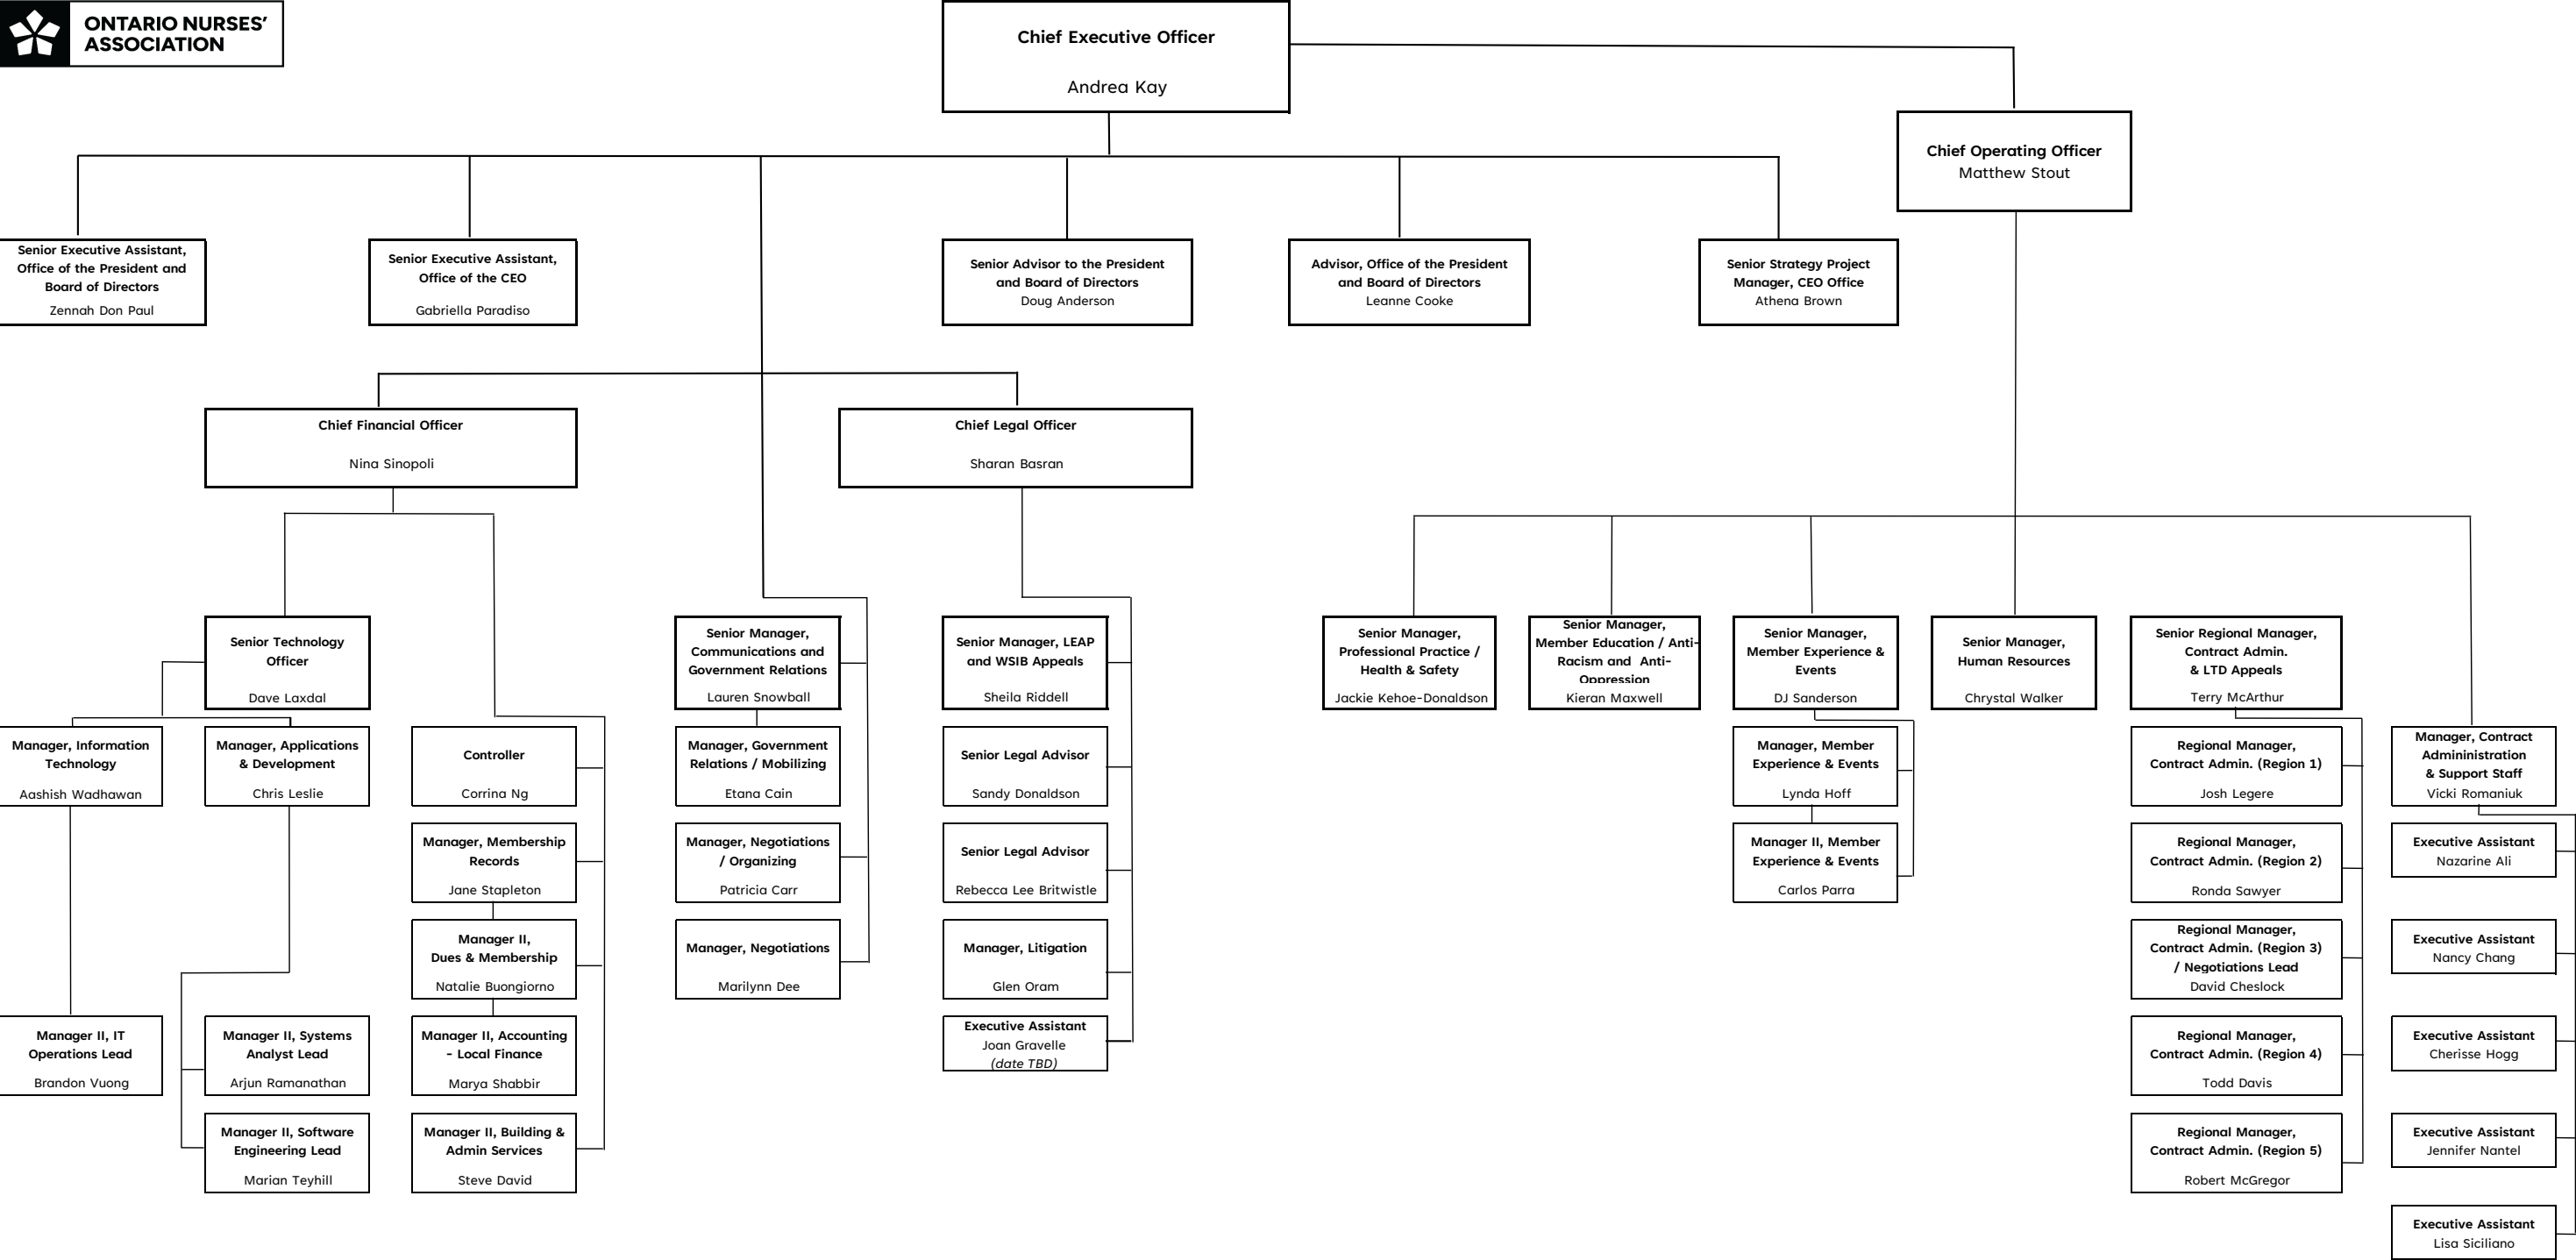 ONTARIO NURSES’
ASSOCIATION
Chief Executive Officer
Andrea Kay
Chief Operating Officer
Matthew Stout
Senior Executive Assistant,
Office of the President and
Board of Directors
Zennah Don Paul
Senior Executive Assistant,
Office of the CEO
Gabriella Paradiso
Senior Advisor to the President
and Board of Directors
Doug Anderson
Advisor, Office of the President
and Board of Directors
Leanne Cooke
Senior Strategy Project
Manager, CEO Office
Athena Brown
Chief Financial Officer
Nina Sinopoli
Chief Legal Officer
Sharan Basran
Senior Technology
Officer
Dave Laxdal
Senior Manager,
Communications and
Government Relations
Lauren Snowball
Senior Manager, LEAP
and WSIB Appeals
Sheila Riddell
Senior Manager,
Professional Practice /
Health & Safety
Jackie Kehoe-Donaldson
Senior Manager,
Member Education / Anti-
Racism and Anti-
Oppression
Kieran Maxwell
Senior Manager,
Member Experience &
Events
DJ Sanderson
Senior Manager,
Human Resources
Chrystal Walker
Senior Regional Manager,
Contract Admin.
& LTD Appeals
Terry McArthur
Manager, Information
Technology
Aashish Wadhawan
Manager, Applications
& Development
Chris Leslie
Controller
Corrina Ng
Manager, Government
Relations / Mobilizing
Etana Cain
Senior Legal Advisor
Sandy Donaldson
Manager, Member
Experience & Events
Lynda Hoff
Regional Manager,
Contract Admin. (Region 1)
Josh Legere
Manager, Contract
Admininistration
& Support Staff
Vicki Romaniuk
Manager, Membership
Records
Jane Stapleton
Manager, Negotiations
/ Organizing
Patricia Carr
Senior Legal Advisor
Rebecca Lee Britwistle
Manager II, Member
Experience & Events
Carlos Parra
Regional Manager,
Contract Admin. (Region 2)
Ronda Sawyer
Executive Assistant
Nazarine Ali
Manager II,
Dues & Membership
Natalie Buongiorno
Manager, Negotiations
Marilynn Dee
Manager, Litigation
Glen Oram
Regional Manager,
Contract Admin. (Region 3)
/ Negotiations Lead
David Cheslock
Executive Assistant
Nancy Chang
Manager II, IT
Operations Lead
Brandon Vuong
Manager II, Systems
Analyst Lead
Arjun Ramanathan
Manager II, Accounting
- Local Finance
Marya Shabbir
Executive Assistant
Joan Gravelle
(date TBD)
Regional Manager,
Contract Admin. (Region 4)
Todd Davis
Executive Assistant
Cherisse Hogg
Manager II, Software
Engineering Lead
Marian Teyhill
Manager II, Building &
Admin Services
Steve David
Regional Manager,
Contract Admin. (Region 5)
Robert McGregor
Executive Assistant
Jennifer Nantel
Executive Assistant
Lisa Siciliano